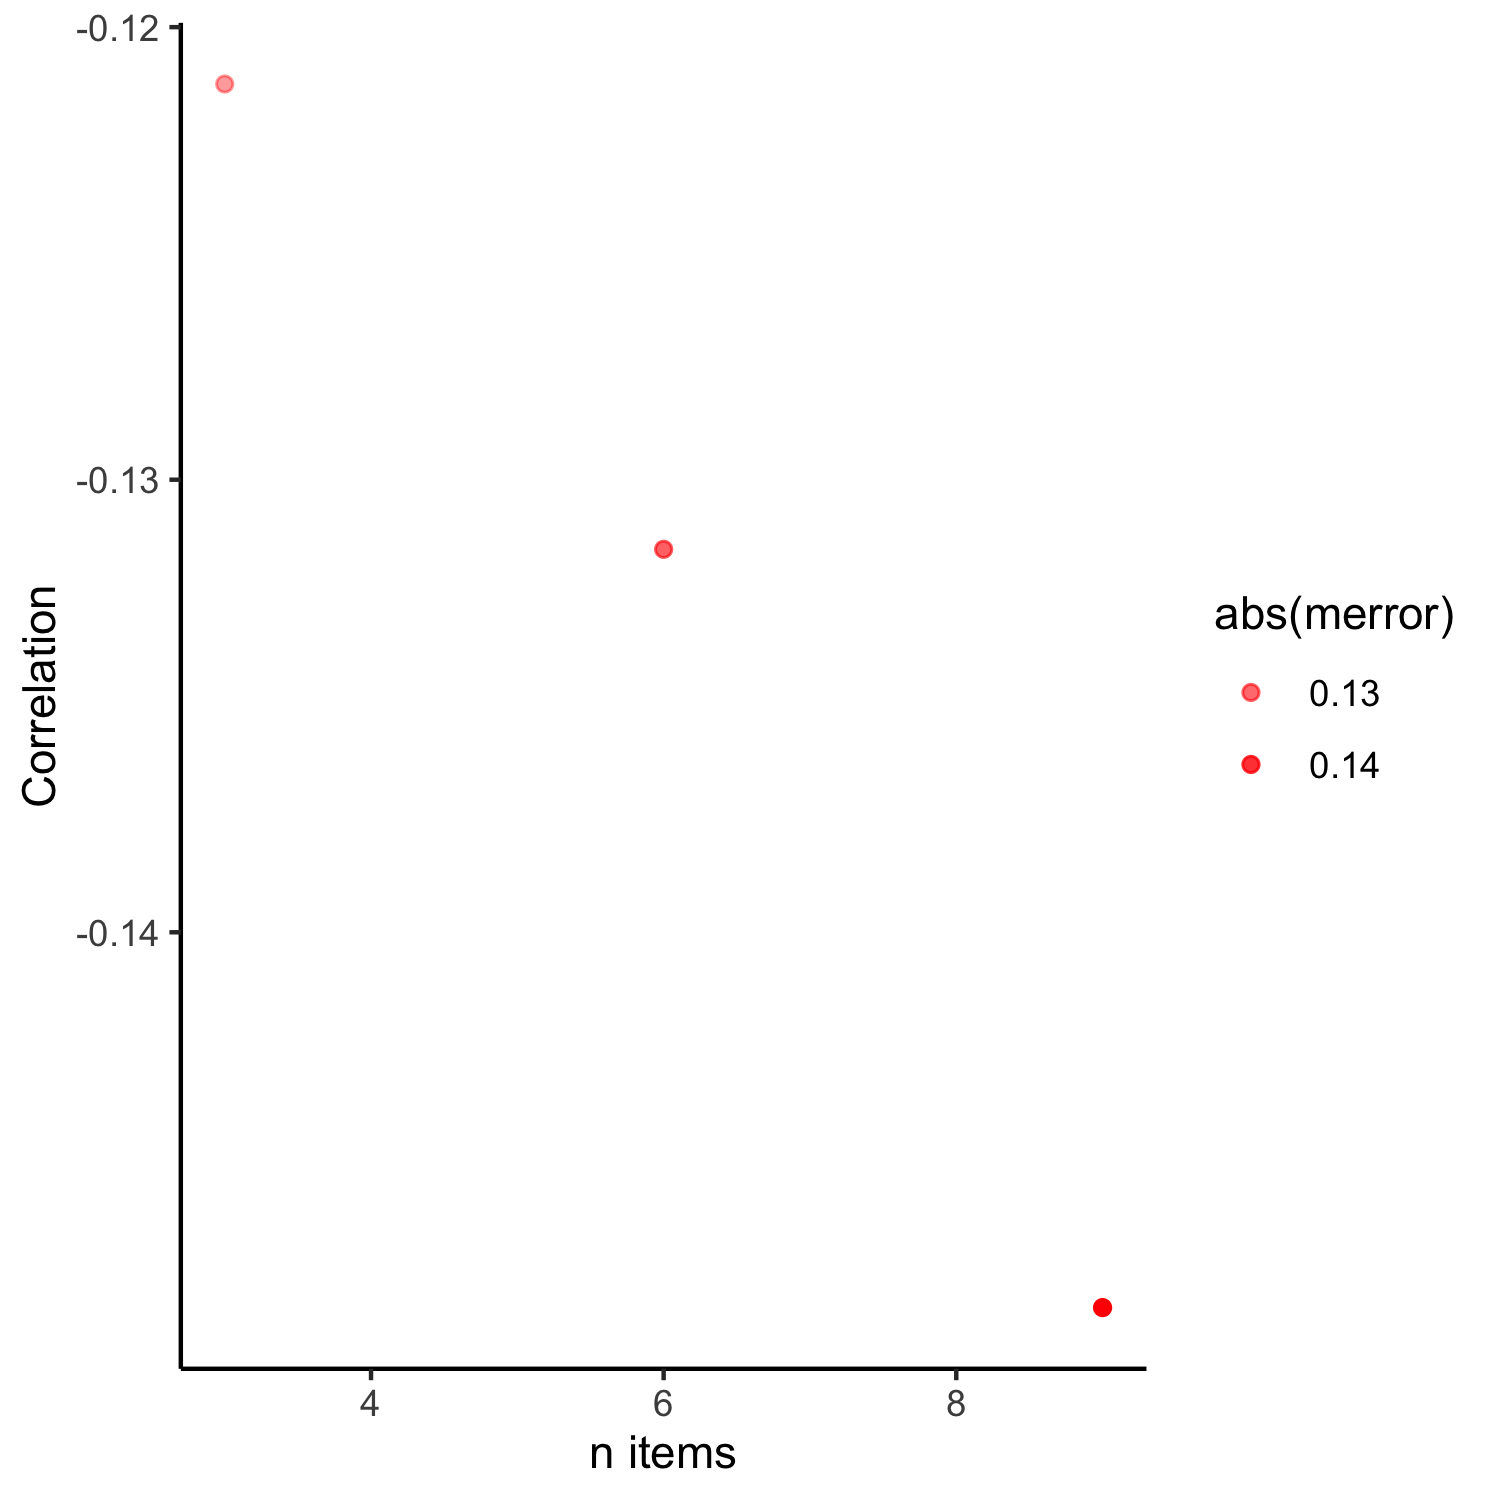 -0.12
-0.13
-0.14
Correlation
4
6
8
n items
abs(merror)
0.13
0.14